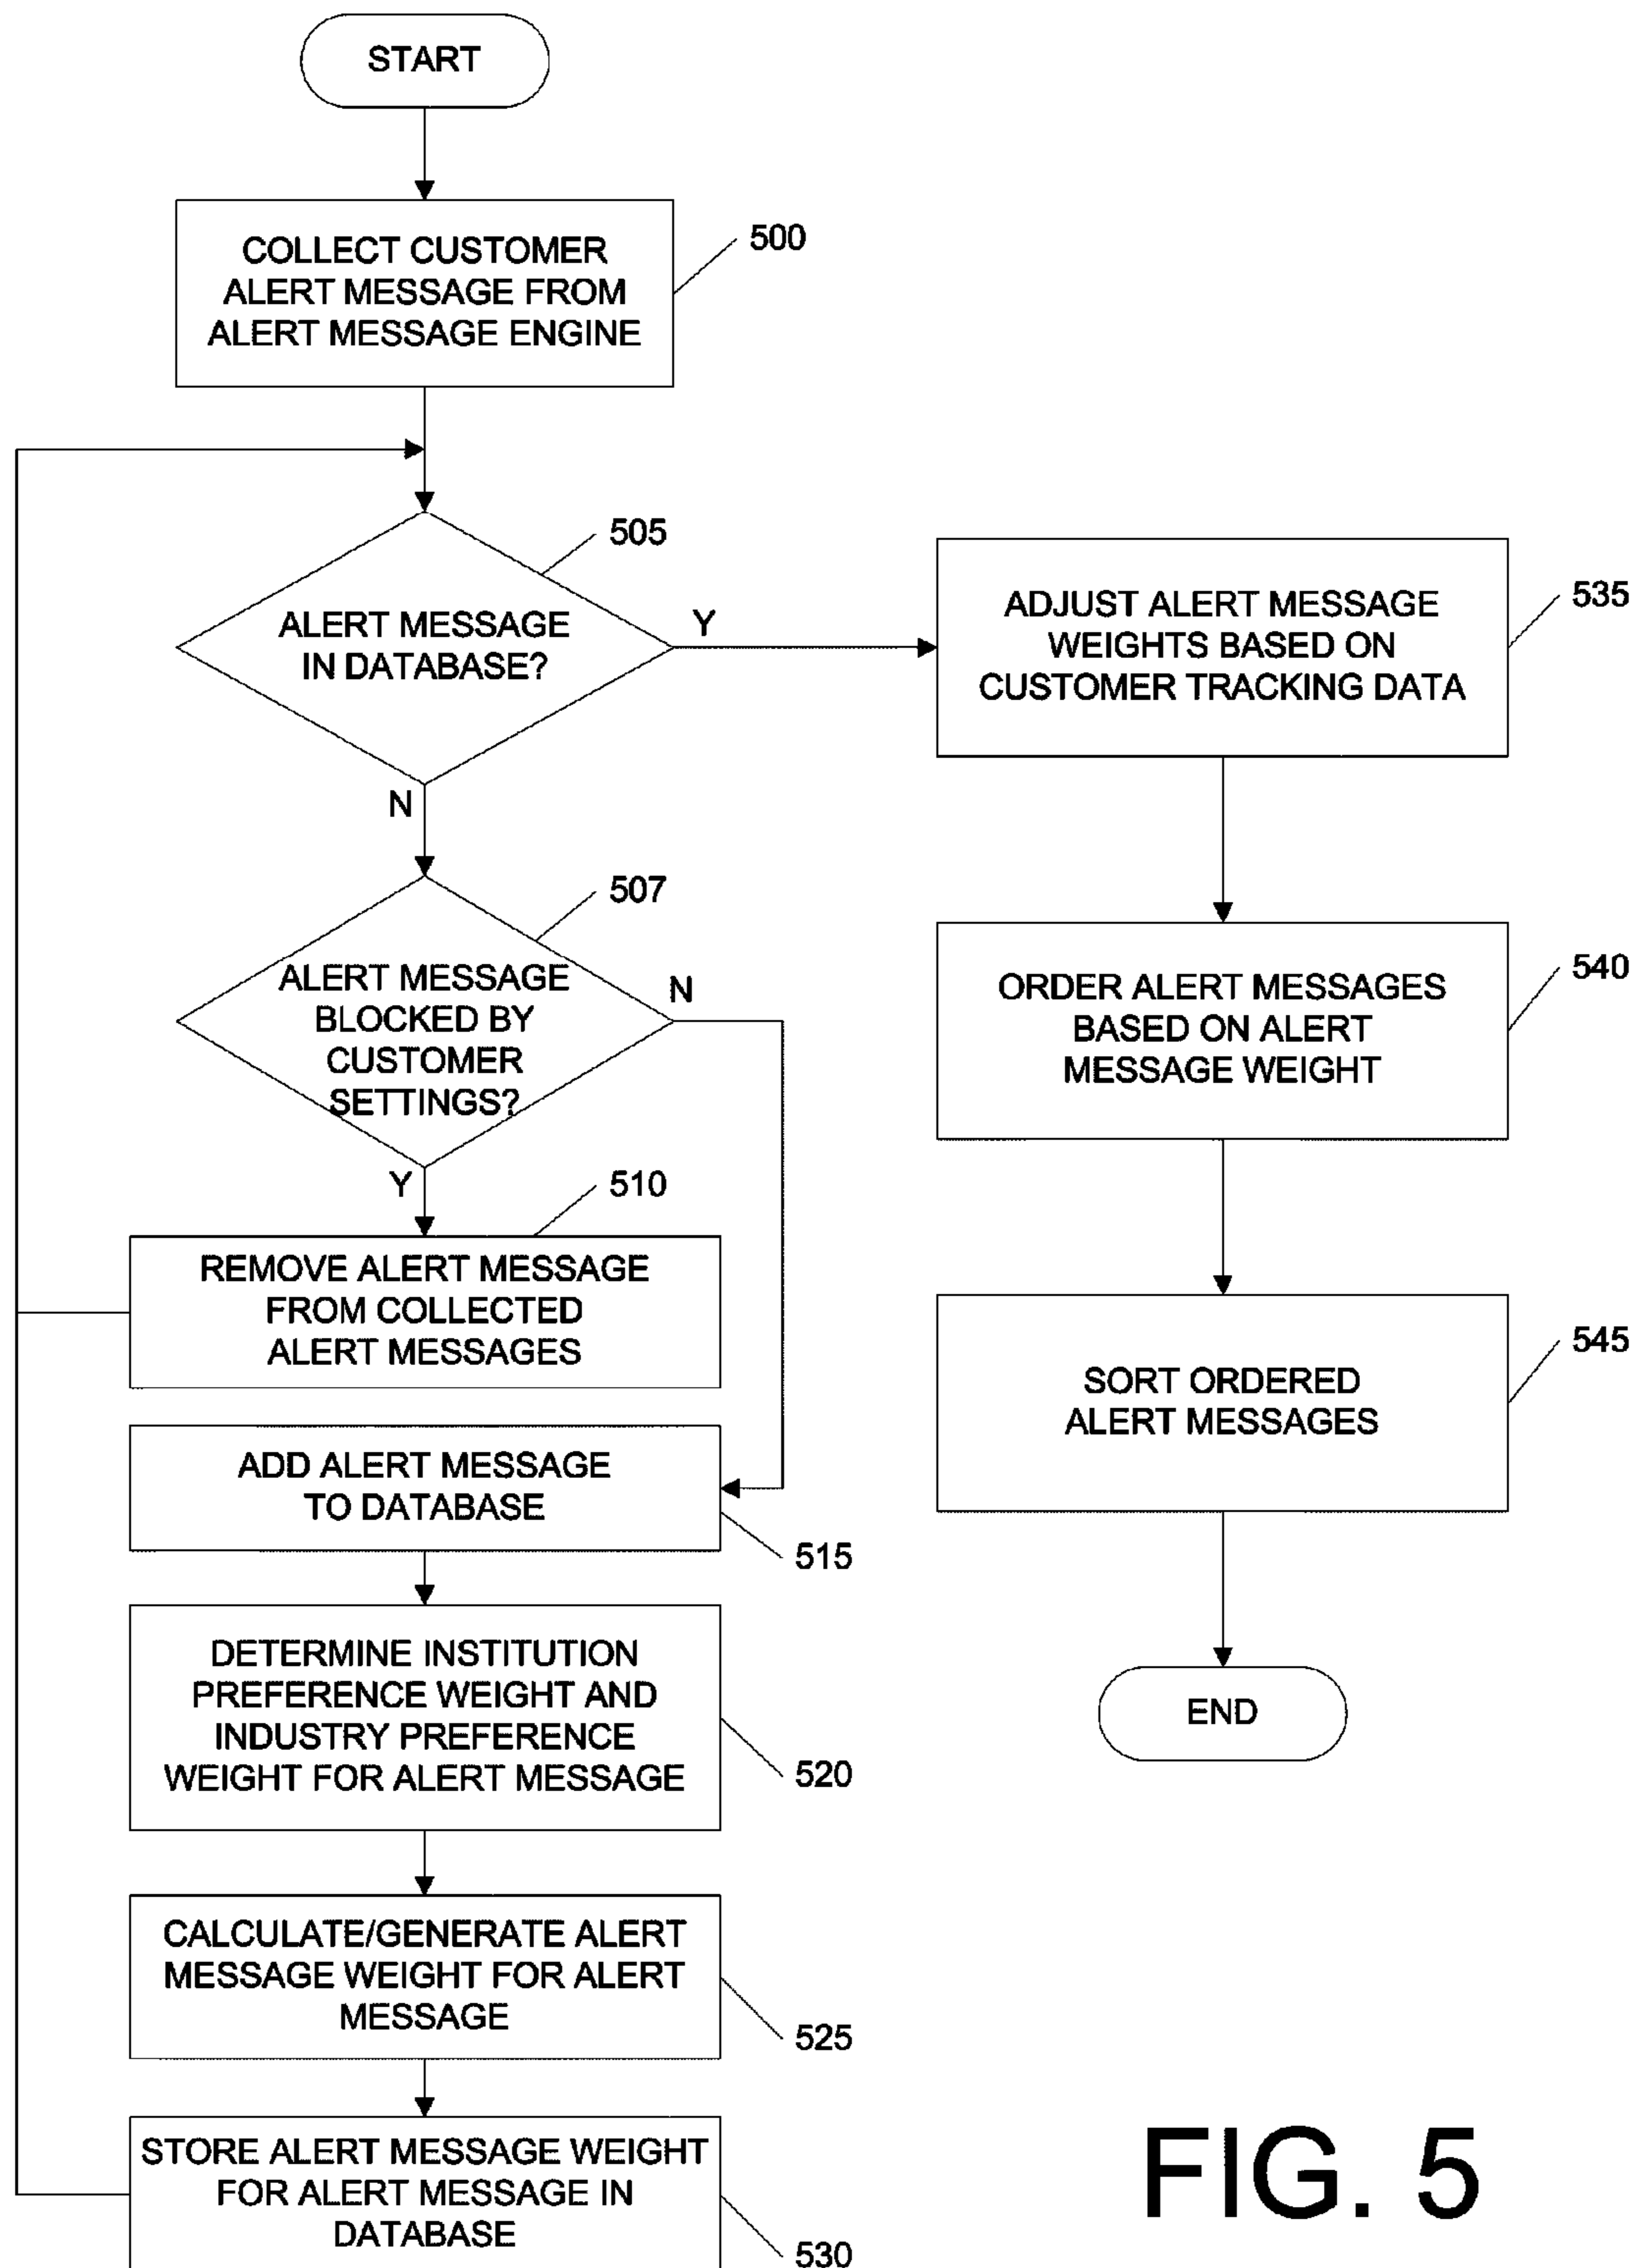 START
COLLECT CUSTOMER
ALERT MESSAGE FROM
ALERT MESSAGE ENGINE
500
505
ALERT MESSAGE
IN DATABASE?
Y
N
507
ALERT MESSAGE
BLOCKED BY
CUSTOMER
SETTINGS?
N
Y
510
REMOVE ALERT MESSAGE
FROM COLLECTED
ALERT MESSAGES
ADD ALERT MESSAGE
TO DATABASE
515
DETERMINE INSTITUTION
PREFERENCE WEIGHT AND
INDUSTRY PREFERENCE
WEIGHT FOR ALERT MESSAGE
520
CALCULATE/GENERATE ALERT
MESSAGE WEIGHT FOR ALERT
MESSAGE
525
STORE ALERT MESSAGE WEIGHT
FOR ALERT MESSAGE IN
DATABASE
530
ADJUST ALERT MESSAGE
WEIGHTS BASED ON
CUSTOMER TRACKING DATA
535
ORDER ALERT MESSAGES
BASED ON ALERT
MESSAGE WEIGHT
540
SORT ORDERED
ALERT MESSAGES
545
END
FIG. 5